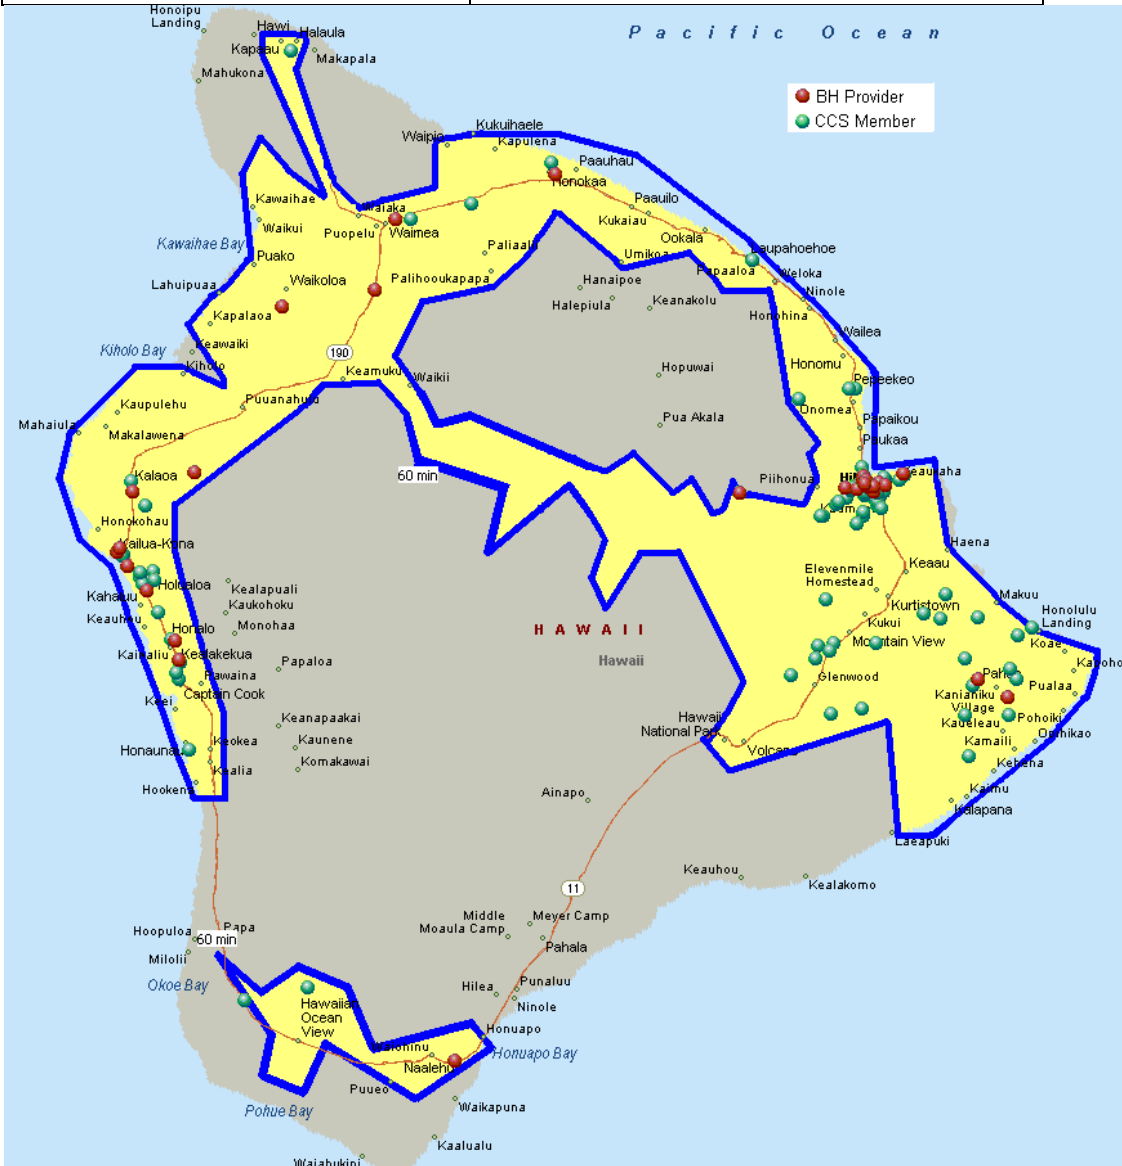 Honoipu
Landing
Hawi
Halaula
Kapaau
Makapala
Mahukona
Pacific Ocean
BH Provider
CCS Member
Waipio
Kukuihaele
Kapulena
Paauhau
Honokaa
Kawaihae
Waiaka
Waikui
Puopelu
Waimea
Paauilo
Kukaiau
Ookala
Kawaihae Bay
Paliaalii
Umikoa
Laupahoehoe
Puako
Palihooukapapa
Papaaloa
Weloka
Lahuipuaa
Waikoloa
Hanaipoe
Ninole
Halepiula
Keanakolu
Honohina
Kapalaoa
Wailea
Keawaiki
Kiholo Bay
190
Honomu
Kiholo
Keamuku
Waikii
Hopuwai
Pepeekeo
Kaupulehu
Puuanahulu
Onomea
Mahaiula
Makalawena
Pua Akala
Papaikou
Paukaa
Kalaoa
60 min
Piihonua
Keaukaha
Honokohau
Haena
Kailua-Kona
Keaau
Elevenmile
Homestead
Kealapuali
Holualoa
Kahaluu
Kaukohoku
Kurtistown
Makuu
Honolulu
Landing
Keauhou
Monohaa
Kukui
Honalo
HAWAII
Mountain View
Koae
Kainaliu
Kealakekua
Hawaii
Papaloa
Kapoho
Pawaina
Glenwood
Captain Cook
Kanianiku
Village
Pualaa
Keei
Keanapaakai
Hawaii
National Park
Kaueleau
Pohoiki
Honaunau
Keokea
Kaunene
Volcano
Kamaili
Opihikao
Kealia
Komakawai
Kehena
Hookena
Ainapo
Kaimu
Kalapana
Laeapuki
Keauhou
Kealakomo
11
Hoopuloa
Papa
60 min
Middle
Moaula Camp
Meyer Camp
Milolii
Pahala
Okoe Bay
Hilea
Punaluu
Ninole
Hawaiian
Ocean
View
Honuapo
Waiohinu
Honuapo Bay
Naalehu
Puueo
Pohue Bay
Waikapuna
Kaalualu
Waiahukini